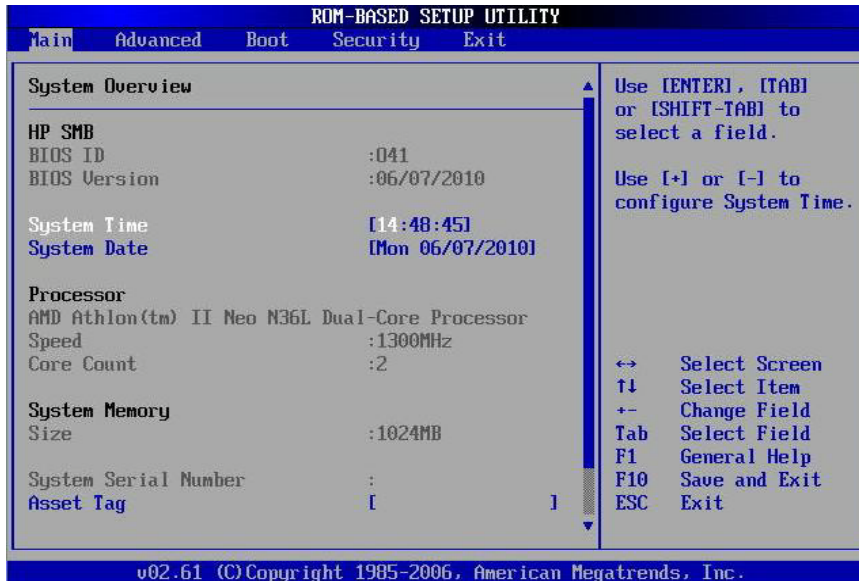 ROM-BASED SETUP UTILITY
Main Advanced Boot Security Exit
System Overview
HP SMB
BIOS ID :041
BIOS Version :06/07/2010
System Time [14:48:45]
System Date [Mon 06/07/2010]
Processor
AMD Athlon(tm) II Neo N36L Dual-Core Processor
Speed :1300MHz
Core Count :2
System Memory
Size :1024MB
System Serial Number :
Asset Tag [ ]
Use [ENTER], [TAB]
or [SHIFT-TAB] to
select a field.
Use [+] or [-] to
configure System Time.
↔ Select Screen
↑↓ Select Item
+- Change Field
Tab Select Field
F1 General Help
F10 Save and Exit
ESC Exit
v02.61 (C)Copyright 1985-2006, American Megatrends, Inc.